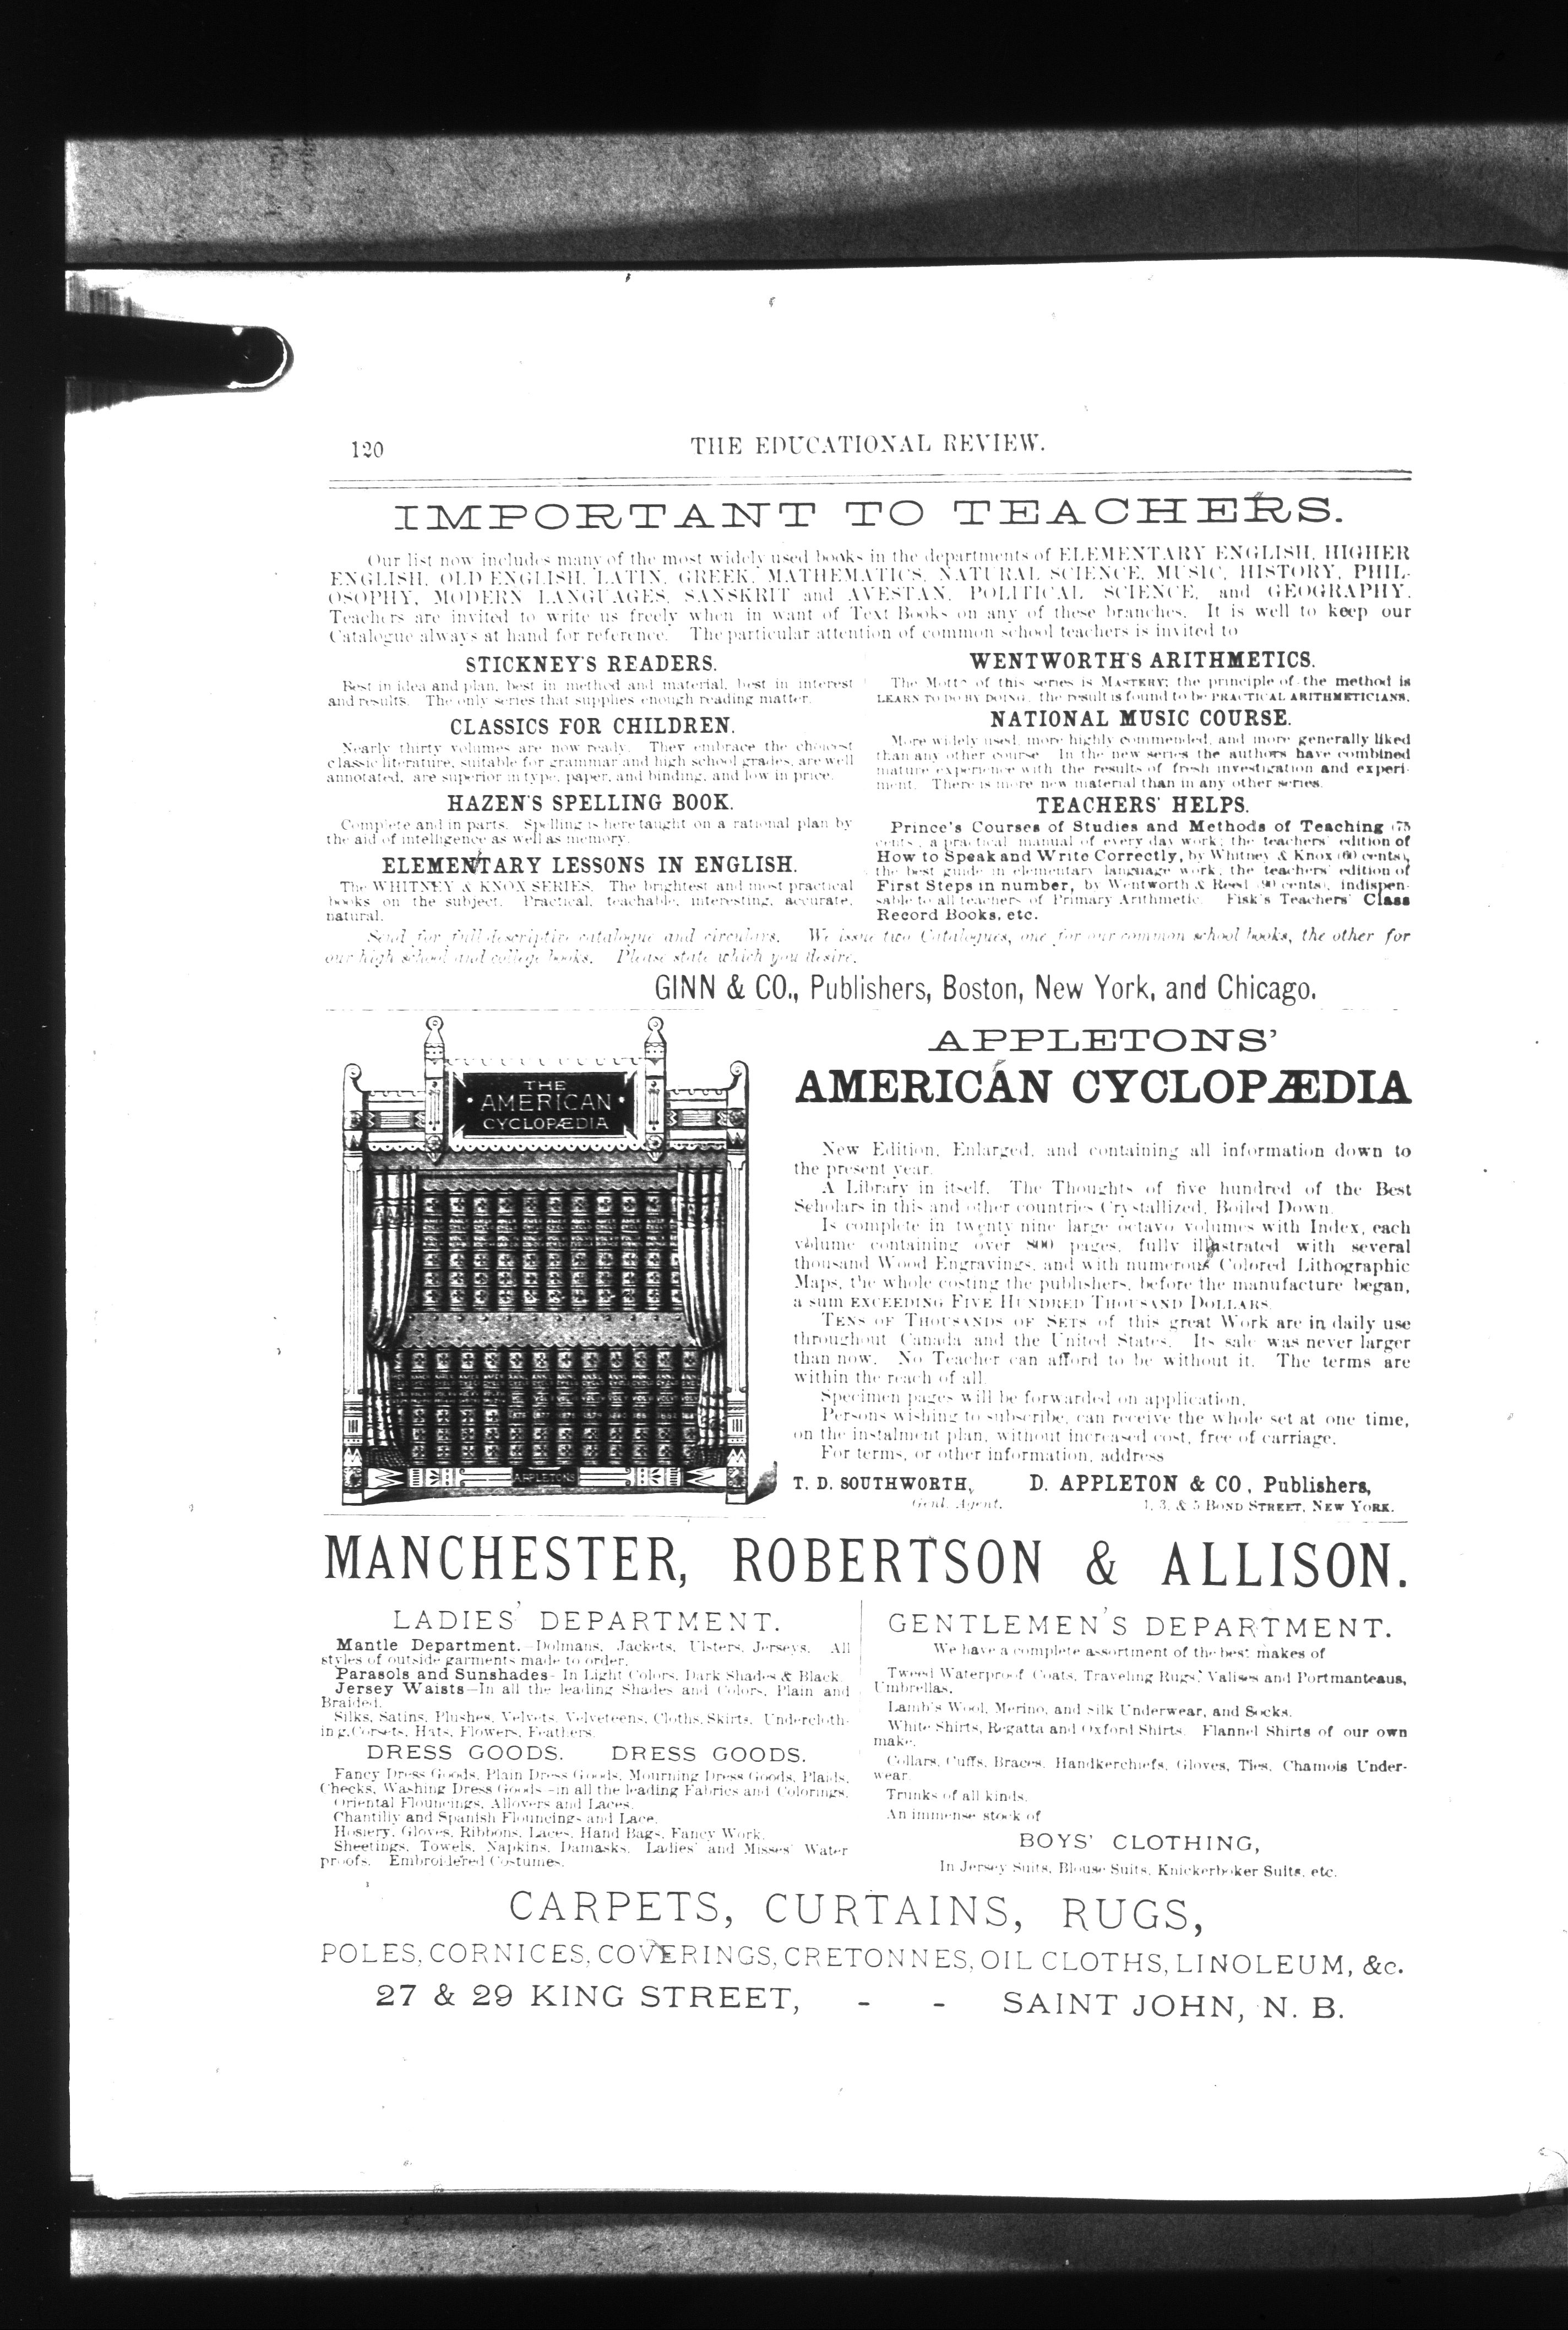 120
THE EDUCATIONAL REVIEW.
IMPORTANT TO TEACHERS.
Our list now includes many of the most widely used books in the departments of ELEMENTARY ENGLISH, HIGHER
ENGLISH, OLD ENGLISH, LATIN, GREEK, MATHEMATICS, NATURAL SCIENCE, MUSIC, HISTORY, PHIL-
OSOPHY, MODERN LANGUAGES, SANSKRIT and AVESTAN, POLITICAL SCIENCE, and GEOGRAPHY.
Teachers are invited to write us freely when in want of Text Books on any of these branches. It is well to keep our
Catalogue always at hand for reference. The particular attention of common school teachers is invited to
STICKNEY'S READERS.
Best in idea and plan, best in method and material, best in interest
and results. The only series that supplies enough reading matter.
CLASSICS FOR CHILDREN.
Nearly thirty volumes are now ready. They embrace the choicest
classic literature, suitable for grammar and high school grades, are well
annotated, are superior in type, paper, and binding, and low in price.
HAZEN'S SPELLING BOOK.
Complete and in parts. Spelling is here taught on a rational plan by
the aid of intelligence as well as memory.
ELEMENTARY LESSONS IN ENGLISH.
The WHITNEY & KNOX SERIES. The brightest and most practical
books on the subject. Practical, teachable, interesting, accurate,
natural.
WENTWORTH'S ARITHMETICS.
The Motto of this series is MASTERY; the principle of the method is
LEARN TO DO BY DOING, the result is found to be PRACTICAL ARITHMETICIANS.
NATIONAL MUSIC COURSE.
More widely used, more highly commended, and more generally liked
than any other course. In the new series the authors have combined
mature experience with the results of fresh investigation and experi-
ment. There is more new material than in any other series.
TEACHERS' HELPS.
Prince's Courses of Studies and Methods of Teaching (75
cents), a practical manual of every day work; the teachers' edition of
How to Speak and Write Correctly, by Whitney & Knox (60 cents),
the best guide in elementary language work, the teachers' edition of
First Steps in number, by Wentworth & Reed (90 cents), indispen-
sable to all teachers of Primary Arithmetic. Fisk's Teachers' Class
Record Books, etc.
Send for full descriptive catalogue and circulars. We issue two Catalogues, one for our common school books, the other for
our high school and college books. Please state which you desire.
GINN & CO., Publishers, Boston, New York, and Chicago.
THE
AMERICAN
CYCLOPÆDIA
APPLETONS
APPLETONS'
AMERICAN CYCLOPÆDIA
New Edition, Enlarged, and containing all information down to
the present year.
A Library in itself. The Thoughts of five hundred of the Best
Scholars in this and other countries Crystallized, Boiled Down.
Is complete in twenty nine large octavo volumes with Index, each
volume containing over 800 pages, fully illustrated with several
thousand Wood Engravings, and with numerous Colored Lithographic
Maps, the whole costing the publishers, before the manufacture began,
a sum EXCEEDING FIVE HUNDRED THOUSAND DOLLARS.
TENS OF THOUSANDS OF SETS of this great Work are in daily use
throughout Canada and the United States. Its sale was never larger
than now. No Teacher can afford to be without it. The terms are
within the reach of all.
Specimen pages will be forwarded on application.
Persons wishing to subscribe, can receive the whole set at one time,
on the instalment plan, without increased cost, free of carriage.
For terms, or other information, address
T. D. SOUTHWORTH, D. APPLETON & CO., Publishers,
Genl. Agent. 1, 3, & 5 BOND STREET, NEW YORK.
MANCHESTER, ROBERTSON & ALLISON.
LADIES' DEPARTMENT.
Mantle Department.—Dolmans, Jackets, Ulsters, Jerseys. All
styles of outside garments made to order.
Parasols and Sunshades- In Light Colors, Dark Shades & Black.
Jersey Waists—In all the leading Shades and Colors, Plain and
Braided.
Silks, Satins, Plushes, Velvets, Velveteens, Cloths, Skirts, Undercloth-
ing, Corsets, Hats, Flowers, Feathers.
DRESS GOODS. DRESS GOODS.
Fancy Dress Goods, Plain Dress Goods, Mourning Dress Goods, Plaids,
Checks, Washing Dress Goods—in all the leading Fabrics and Colorings.
Oriental Flouncings, Allovers and Laces.
Chantilly and Spanish Flouncings and Lace.
Hosiery, Gloves, Ribbons, Laces, Hand Bags, Fancy Work.
Sheetings, Towels, Napkins, Damasks. Ladies' and Misses' Water
proofs. Embroidered Costumes.
GENTLEMEN'S DEPARTMENT.
We have a complete assortment of the best makes of
Tweed Waterproof Coats, Traveling Rugs, Valises and Portmanteaus,
Umbrellas.
Lamb's Wool, Merino, and Silk Underwear, and Socks.
White Shirts, Regatta and Oxford Shirts. Flannel Shirts of our own
make.
Collars, Cuffs, Braces, Handkerchiefs, Gloves, Ties, Chamois Under-
wear.
Trunks of all kinds.
An immense stock of
BOYS' CLOTHING,
In Jersey Suits, Blouse Suits, Knickerboker Suits, etc.
CARPETS, CURTAINS, RUGS,
POLES, CORNICES, COVERINGS, CRETONNES, OIL CLOTHS, LINOLEUM, &c.
27 & 29 KING STREET, - - SAINT JOHN, N. B.